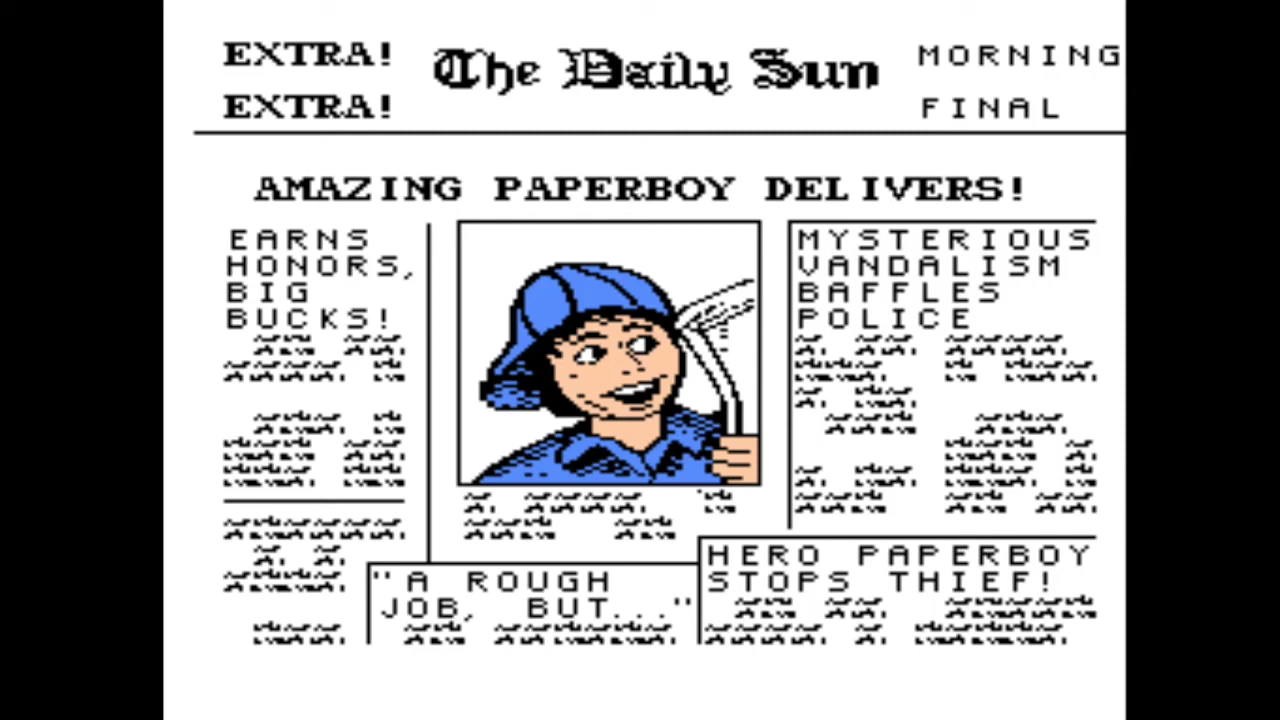 EXTRA!
EXTRA!
The Daily Sun
MORNING
FINAL
AMAZING PAPERBOY DELIVERS!
EARNS
HONORS,
BIG
BUCKS!
MYSTERIOUS
VANDALISM
BAFFLES
POLICE
"A ROUGH
JOB, BUT..."
HERO PAPERBOY
STOPS THIEF!